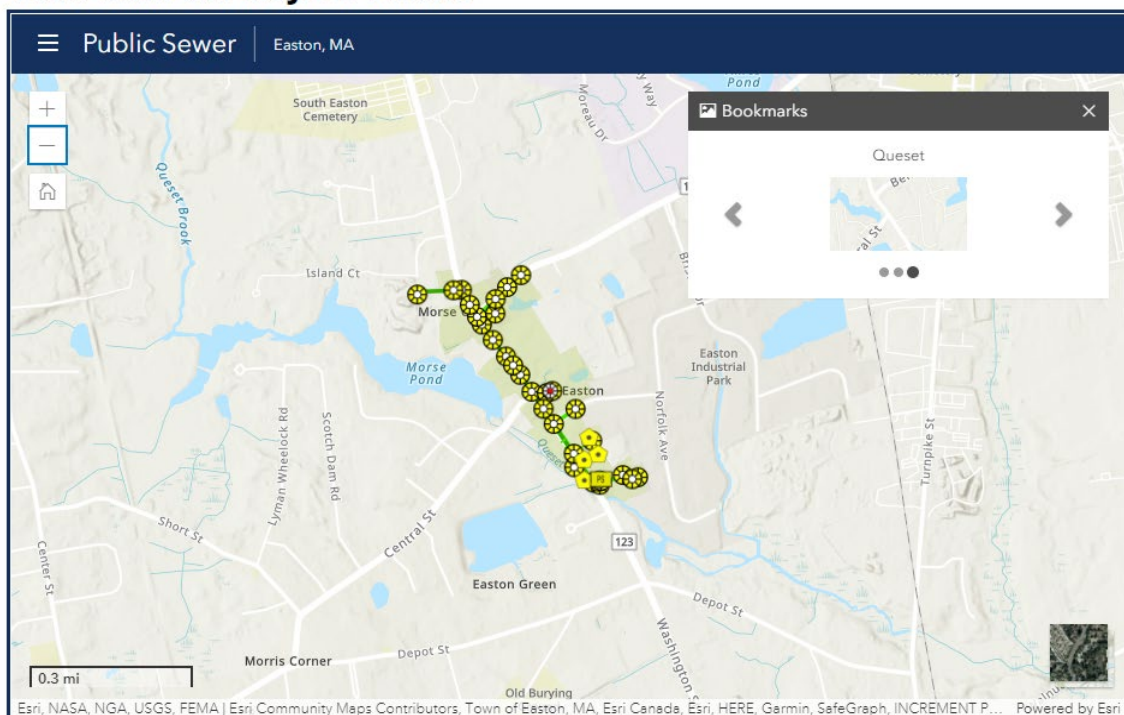 Public Sewer
Easton, MA
Bookmarks
Queset
South Easton
Cemetery
Moreau Dr
Pond
Queset
Brook
Island Ct
Morse
Morse
Pond
Easton
Easton
Industrial
Park
Norfolk Ave
Turnpike St
Lyman Wheelock Rd
Scotch Dam Rd
Short St
Central St
Center St
PS
123
Easton Green
Depot St
Washington S
Morris Corner
Depot St
Old Burying
0.3 mi
Esri, NASA, NGA, USGS, FEMA | Esri Community Maps Contributors, Town of Easton, MA, Esri Canada, Esri, HERE, Garmin, SafeGraph, INCREMENT P... Powered by Esri